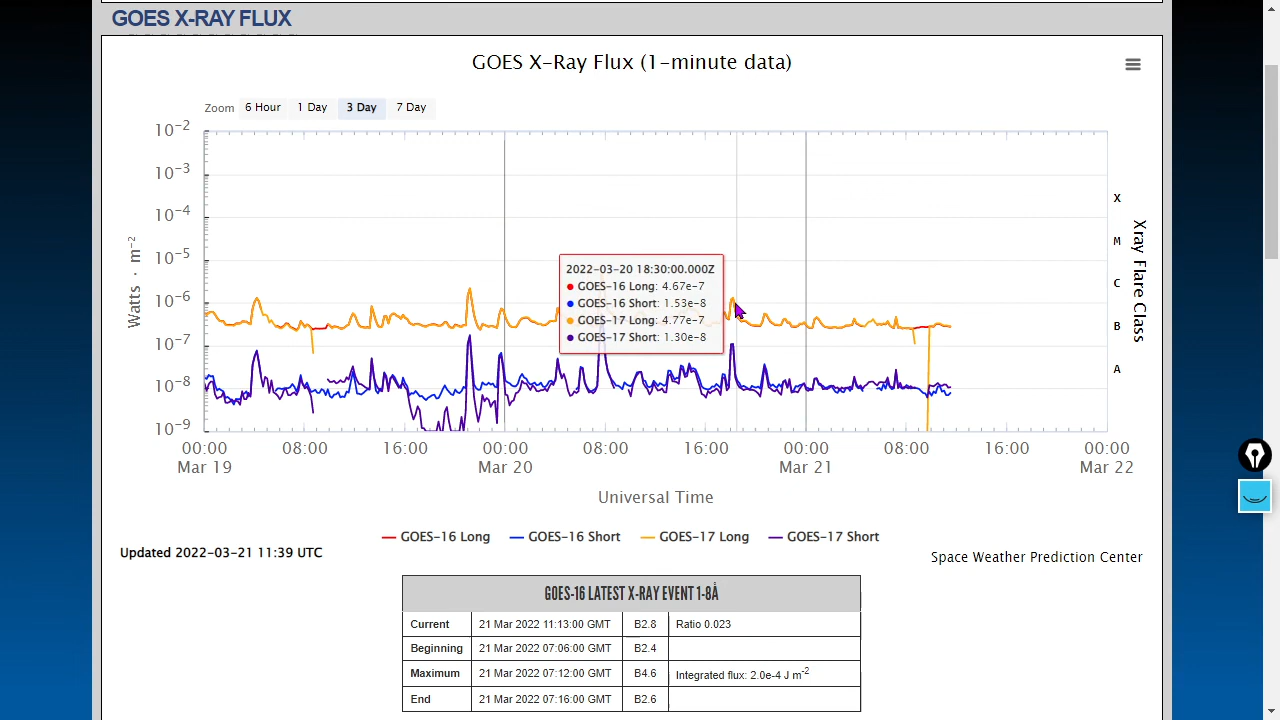 GOES X-RAY FLUX
GOES X-Ray Flux (1-minute data)
Zoom 6 Hour 1 Day 3 Day 7 Day
10⁻²
10⁻³
10⁻⁴
10⁻⁵
10⁻⁶
10⁻⁷
10⁻⁸
10⁻⁹
Watts · m⁻²
X
M
C
B
A
Xray Flare Class
2022-03-20 18:30:00.000Z
GOES-16 Long: 4.67e-7
GOES-16 Short: 1.53e-8
GOES-17 Long: 4.77e-7
GOES-17 Short: 1.30e-8
00:00 08:00 16:00 00:00 08:00 16:00 00:00 08:00 16:00 00:00
Mar 19 Mar 20 Mar 21 Mar 22
Universal Time
GOES-16 Long GOES-16 Short GOES-17 Long GOES-17 Short
Updated 2022-03-21 11:39 UTC
Space Weather Prediction Center
GOES-16 LATEST X-RAY EVENT 1-8Å
Current 21 Mar 2022 11:13:00 GMT B2.8 Ratio 0.023
Beginning 21 Mar 2022 07:06:00 GMT B2.4
Maximum 21 Mar 2022 07:12:00 GMT B4.6 Integrated flux: 2.0e-4 J m⁻²
End 21 Mar 2022 07:16:00 GMT B2.6